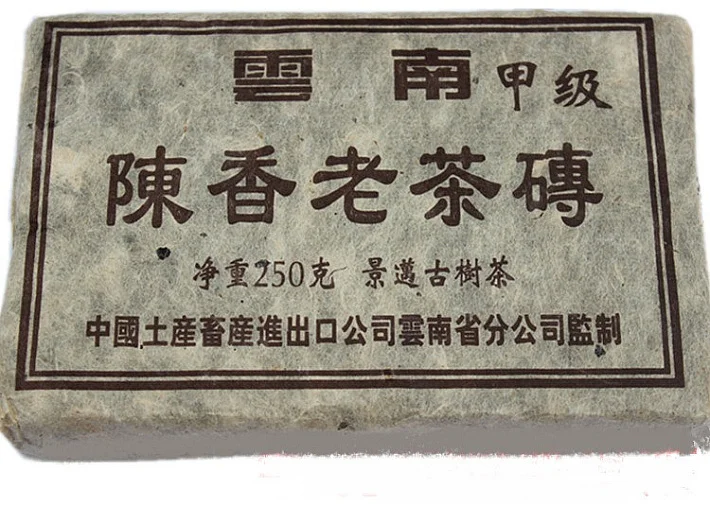 雲南甲级
陳香老茶磚
净重250克 景邁古樹茶
中國土産畜産進出口公司雲南省分公司監制